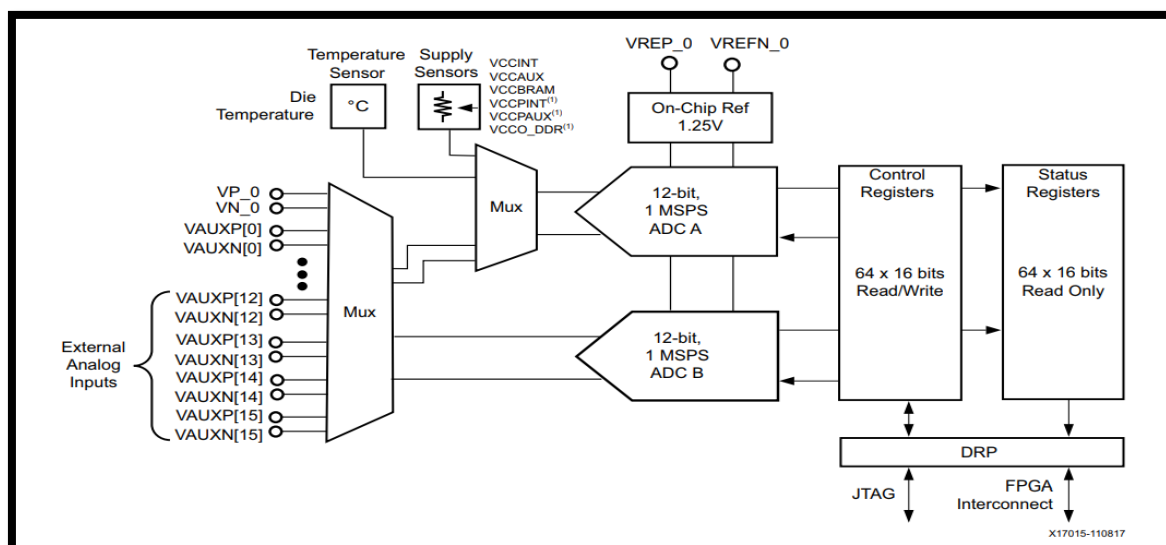 Temperature
Sensor
Supply
Sensors
VCCINT
VCCAUX
VCCBRAM
VCCPINT(1)
VCCPAUX(1)
VCCO_DDR(1)
VREP_0
VREFN_0
Die
Temperature
°C
On-Chip Ref
1.25V
VP_0
VN_0
VAUXP[0]
VAUXN[0]
VAUXP[12]
VAUXN[12]
VAUXP[13]
VAUXN[13]
VAUXP[14]
VAUXN[14]
VAUXP[15]
VAUXN[15]
External
Analog
Inputs
Mux
Mux
12-bit,
1 MSPS
ADC A
12-bit,
1 MSPS
ADC B
Control
Registers
64 x 16 bits
Read/Write
Status
Registers
64 x 16 bits
Read Only
DRP
JTAG
FPGA
Interconnect
X17015-110817